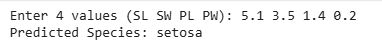 Enter 4 values (SL SW PL PW): 5.1 3.5 1.4 0.2
Predicted Species: setosa